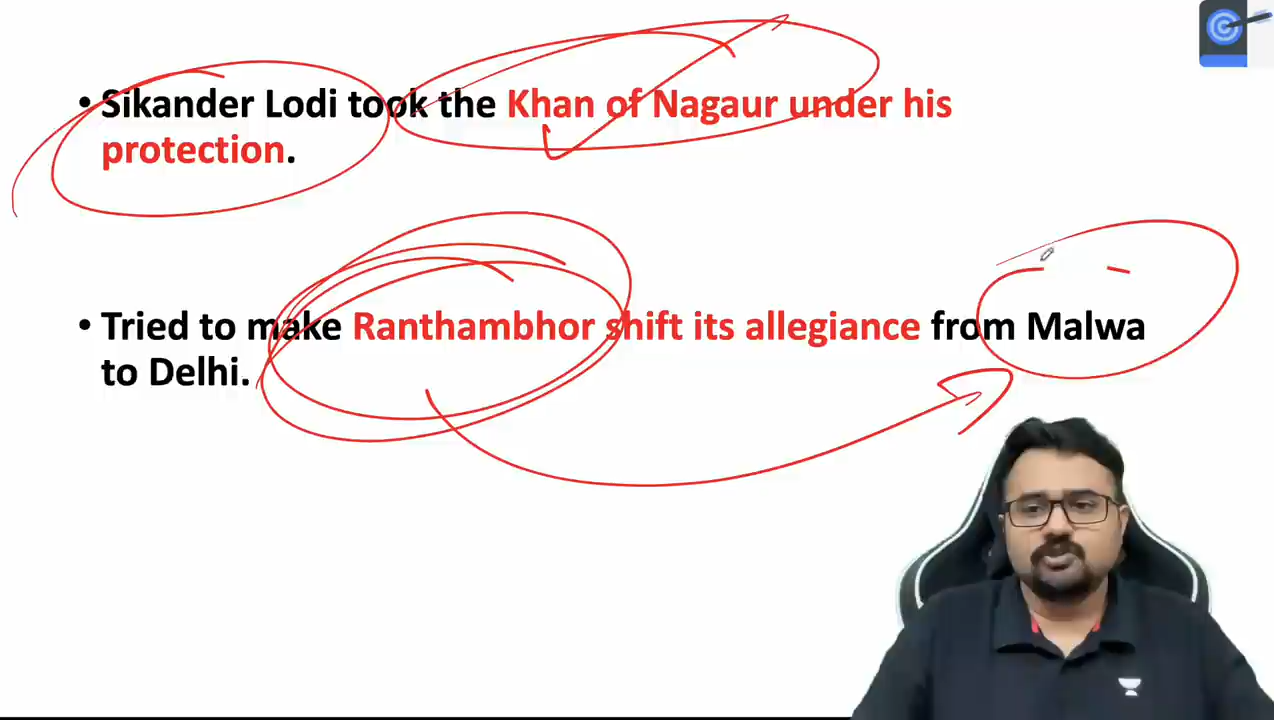 • Sikander Lodi took the Khan of Nagaur under his
protection.
• Tried to make Ranthambhor shift its allegiance from Malwa
to Delhi.